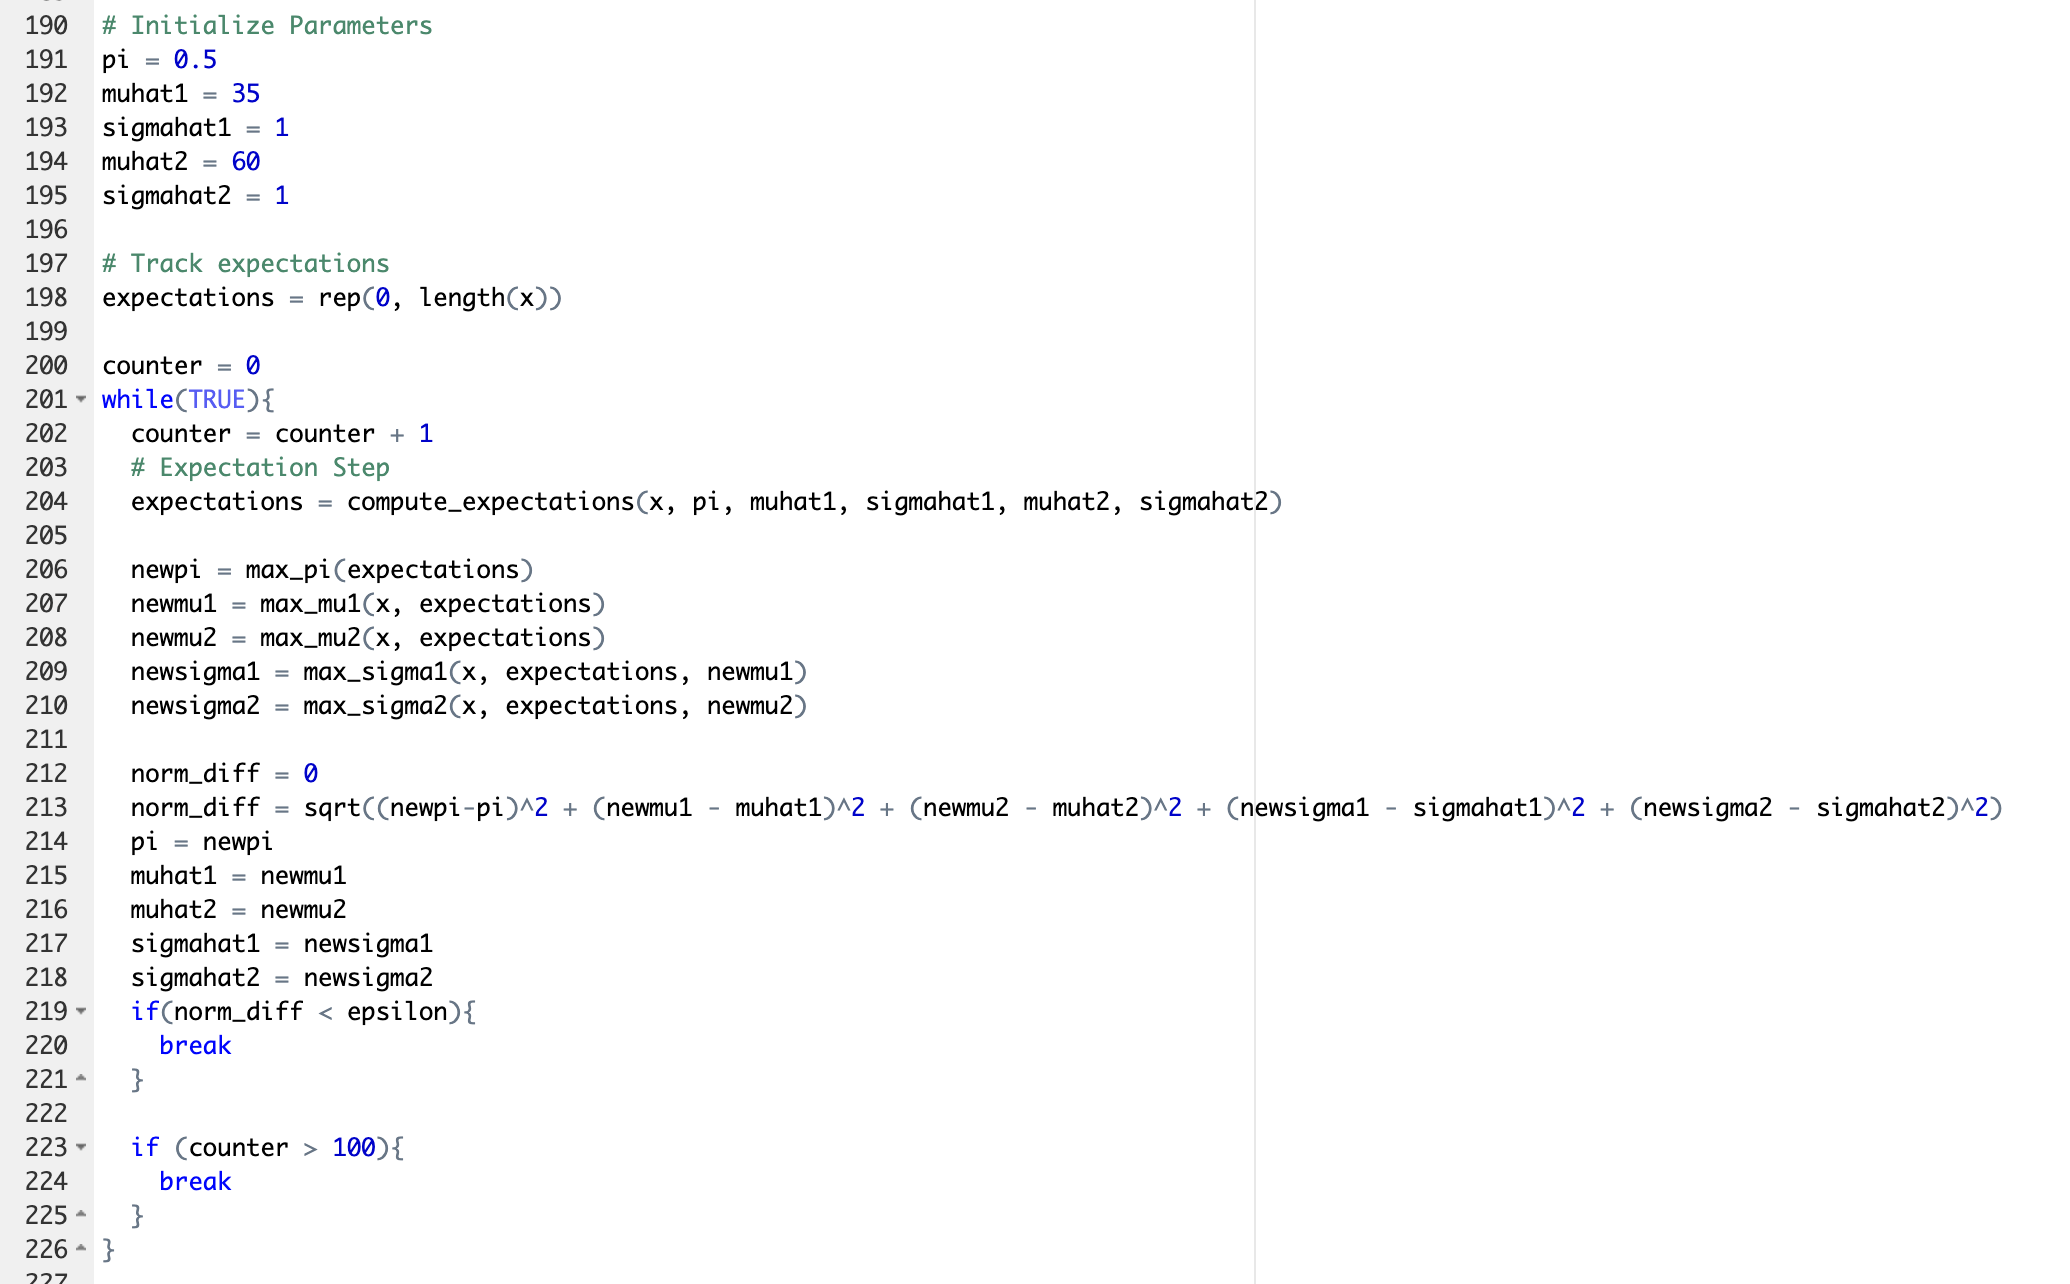 190 # Initialize Parameters
191 pi = 0.5
192 muhat1 = 35
193 sigmahat1 = 1
194 muhat2 = 60
195 sigmahat2 = 1
196
197 # Track expectations
198 expectations = rep(0, length(x))
199
200 counter = 0
201 while(TRUE){
202   counter = counter + 1
203   # Expectation Step
204   expectations = compute_expectations(x, pi, muhat1, sigmahat1, muhat2, sigmahat2)
205
206   newpi = max_pi(expectations)
207   newmu1 = max_mu1(x, expectations)
208   newmu2 = max_mu2(x, expectations)
209   newsigma1 = max_sigma1(x, expectations, newmu1)
210   newsigma2 = max_sigma2(x, expectations, newmu2)
211
212   norm_diff = 0
213   norm_diff = sqrt((newpi-pi)^2 + (newmu1 - muhat1)^2 + (newmu2 - muhat2)^2 + (newsigma1 - sigmahat1)^2 + (newsigma2 - sigmahat2)^2)
214   pi = newpi
215   muhat1 = newmu1
216   muhat2 = newmu2
217   sigmahat1 = newsigma1
218   sigmahat2 = newsigma2
219   if(norm_diff < epsilon){
220     break
221   }
222
223   if (counter > 100){
224     break
225   }
226 }
227